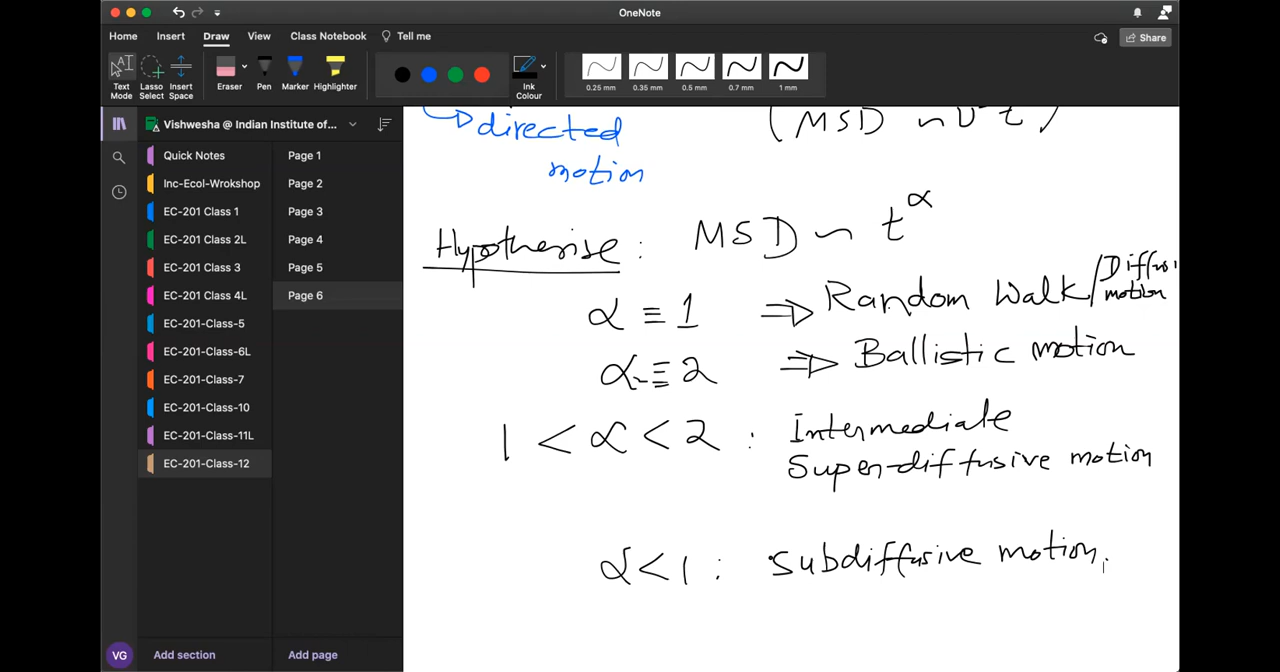 OneNote
Home Insert Draw View Class Notebook Tell me
Share
Text Mode
Lasso Select
Insert Space
Eraser
Pen
Marker
Highlighter
Ink Colour
0.25 mm 0.35 mm 0.5 mm 0.7 mm 1 mm
Vishwesha @ Indian Institute of...
Quick Notes
Inc-Ecol-Wrokshop
EC-201 Class 1
EC-201 Class 2L
EC-201 Class 3
EC-201 Class 4L
EC-201-Class-5
EC-201-Class-6L
EC-201-Class-7
EC-201-Class-10
EC-201-Class-11L
EC-201-Class-12
Page 1
Page 2
Page 3
Page 4
Page 5
Page 6
VG
Add section
Add page
directed
motion
(MSD ~
Hypotherise : MSD ~ t^α
α ≡ 1 ⇒ Random Walk/Diffusi
motion
α ≡ 2 ⇒ Ballistic motion
1 < α < 2 : Intermediate
Super-diffusive motion
α < 1 : Subdiffusive motion.